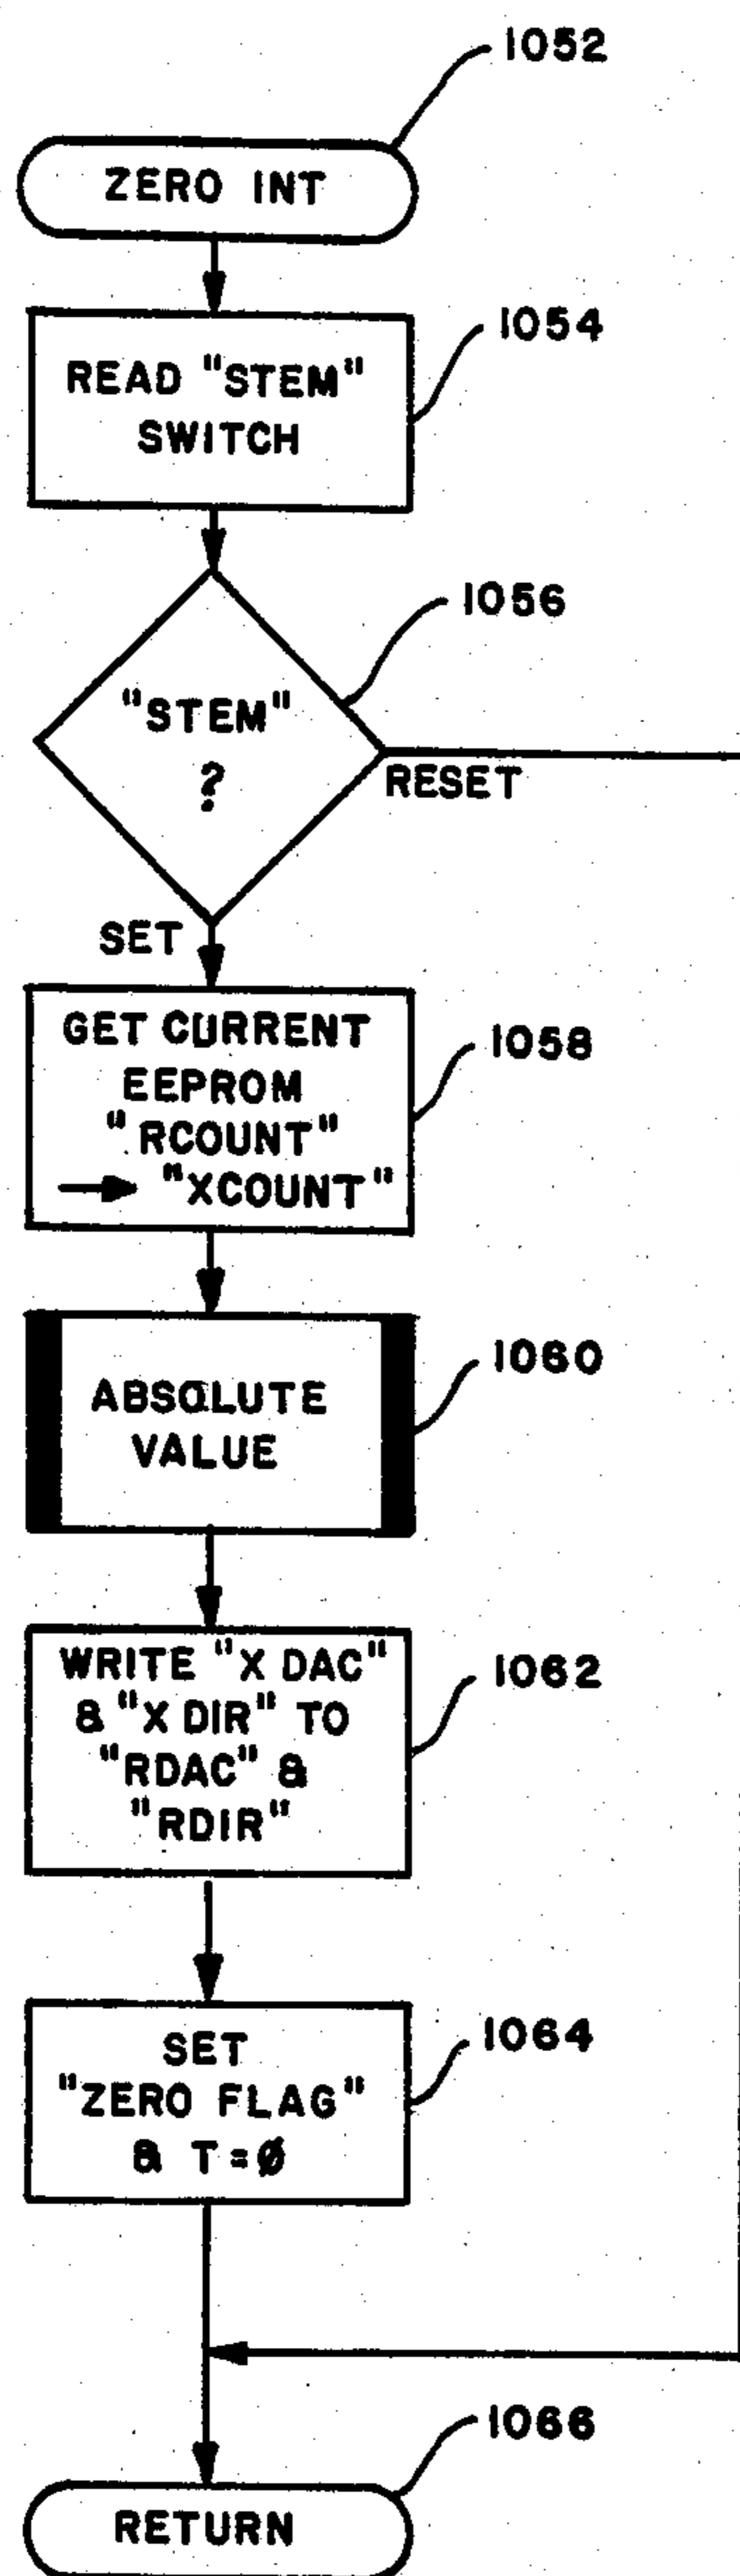 1052
ZERO INT
1054
READ "STEM"
SWITCH
1056
"STEM"
?
RESET
SET
1058
GET CURRENT
EEPROM
"RCOUNT"
→ "XCOUNT"
1060
ABSOLUTE
VALUE
1062
WRITE "X DAC"
& "X DIR" TO
"RDAC" &
"RDIR"
1064
SET
"ZERO FLAG"
& T=Ø
1066
RETURN